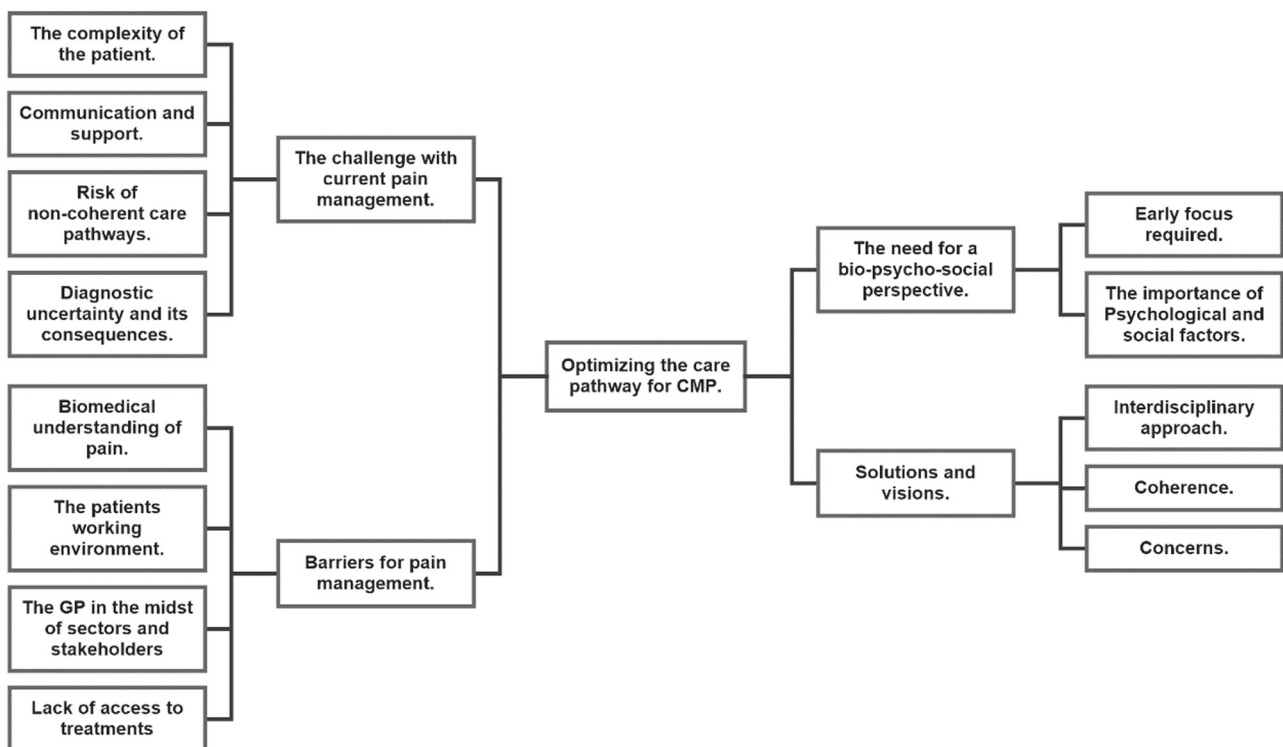 The complexity of
the patient.
Communication and
support.
Risk of
non-coherent care
pathways.
Diagnostic
uncertainty and its
consequences.
The challenge with
current pain
management.
Biomedical
understanding of
pain.
The patients
working
environment.
The GP in the midst
of sectors and
stakeholders
Lack of access to
treatments
Barriers for pain
management.
Optimizing the care
pathway for CMP.
The need for a
bio-psycho-social
perspective.
Early focus
required.
The importance of
Psychological and
social factors.
Solutions and
visions.
Interdisciplinary
approach.
Coherence.
Concerns.